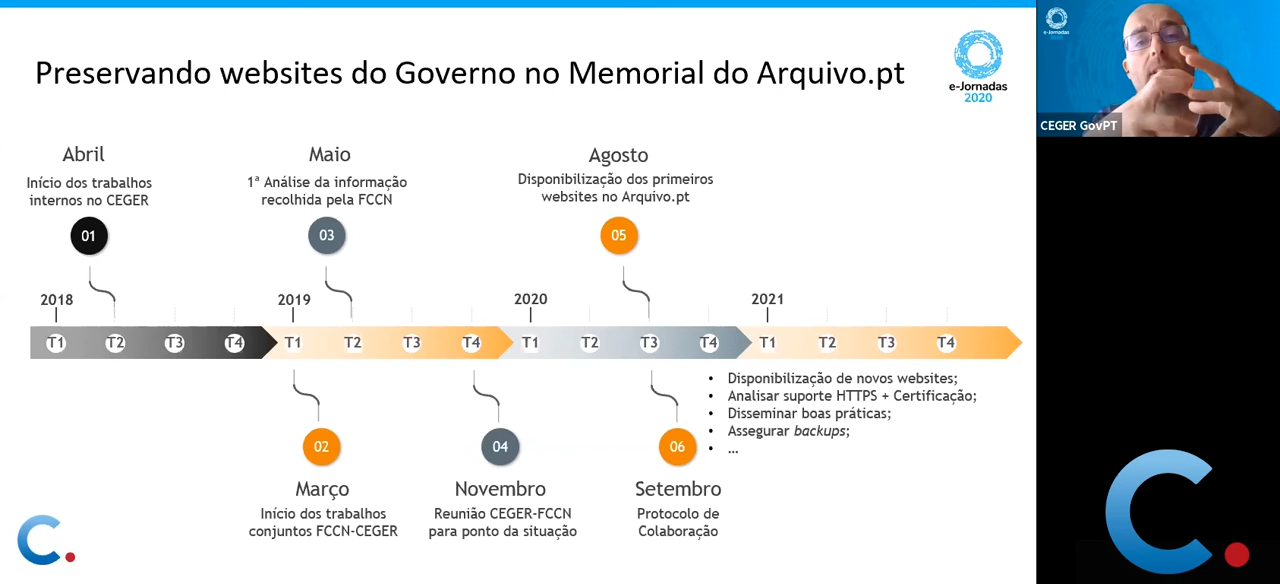 Preservando websites do Governo no Memorial do Arquivo.pt
e-Jornadas
2020
e-Jornadas
2020
CEGER GovPT
Abril
Início dos trabalhos
internos no CEGER
01
Maio
1ª Análise da informação
recolhida pela FCCN
03
Agosto
Disponibilização dos primeiros
websites no Arquivo.pt
05
2018
2019
2020
2021
T1 T2 T3 T4 T1 T2 T3 T4 T1 T2 T3 T4 T1 T2 T3 T4
• Disponibilização de novos websites;
• Analisar suporte HTTPS + Certificação;
• Disseminar boas práticas;
• Assegurar backups;
• ...
02
Março
Início dos trabalhos
conjuntos FCCN-CEGER
04
Novembro
Reunião CEGER-FCCN
para ponto da situação
06
Setembro
Protocolo de
Colaboração
C.
C.